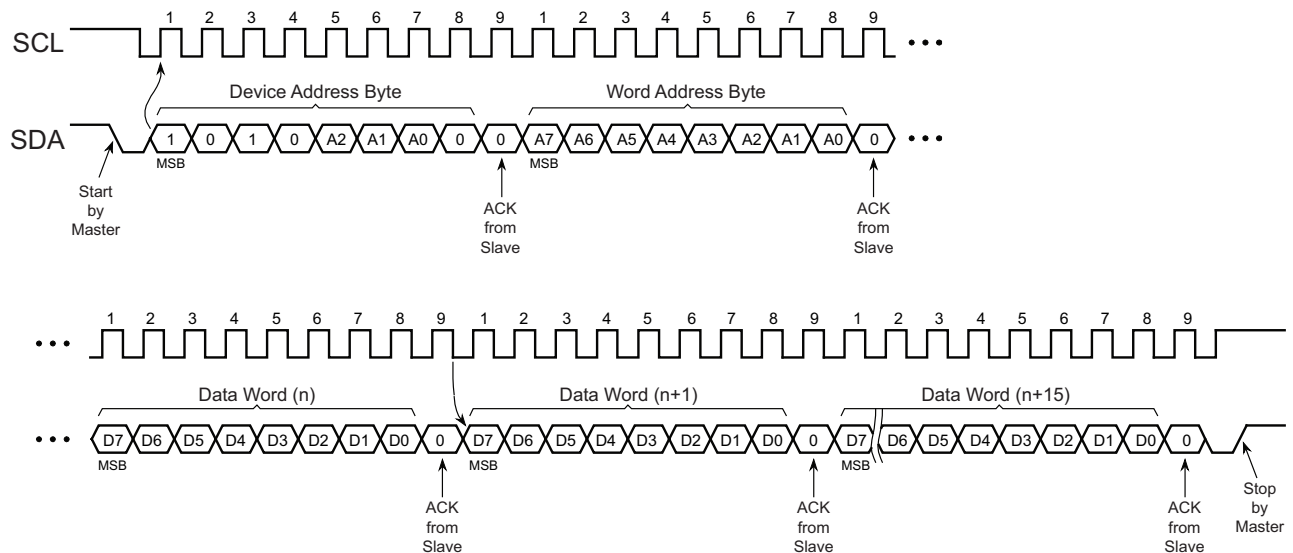 1 2 3 4 5 6 7 8 9 1 2 3 4 5 6 7 8 9
SCL
Device Address Byte Word Address Byte
SDA 1 0 1 0 A2 A1 A0 0 0 A7 A6 A5 A4 A3 A2 A1 A0 0
MSB MSB
Start
by
Master
ACK
from
Slave
ACK
from
Slave
1 2 3 4 5 6 7 8 9 1 2 3 4 5 6 7 8 9 1 2 3 4 5 6 7 8 9
Data Word (n) Data Word (n+1) Data Word (n+15)
D7 D6 D5 D4 D3 D2 D1 D0 0 D7 D6 D5 D4 D3 D2 D1 D0 0 D7 D6 D5 D4 D3 D2 D1 D0 0
MSB MSB MSB
ACK
from
Slave
ACK
from
Slave
ACK
from
Slave
Stop
by
Master